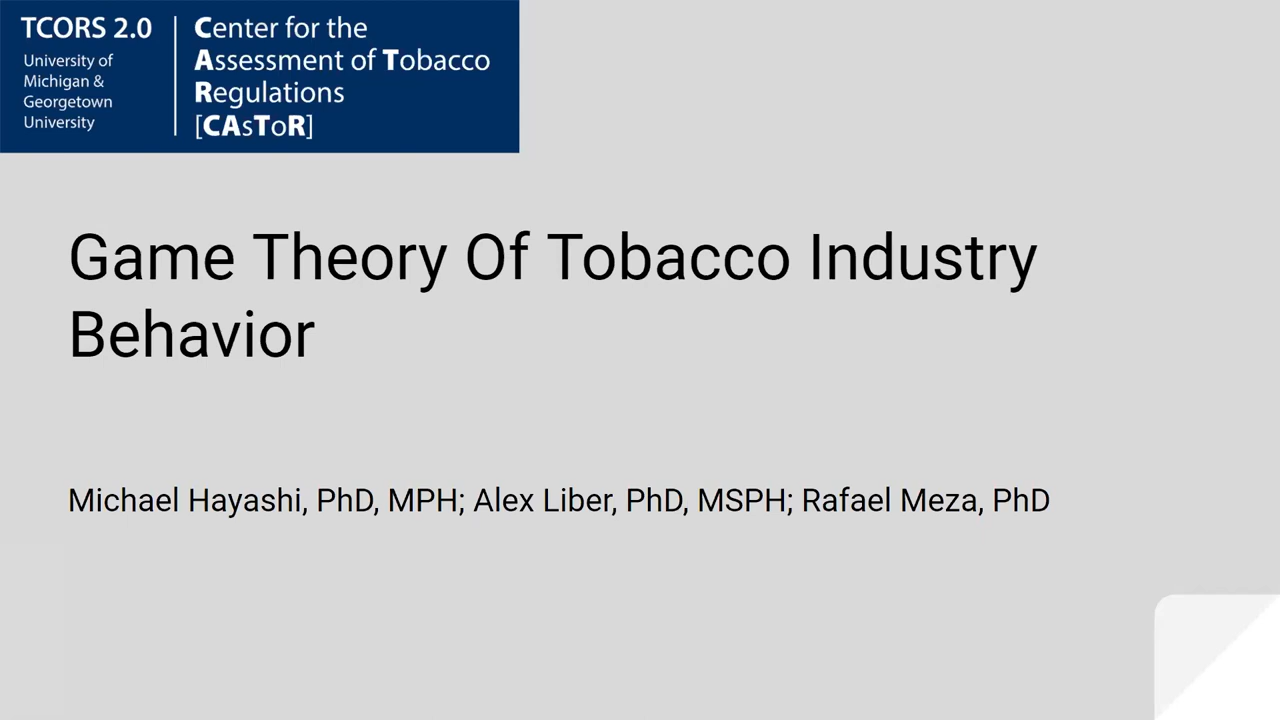 TCORS 2.0
University of
Michigan &
Georgetown
University
Center for the
Assessment of Tobacco
Regulations
[CAsToR]
Game Theory Of Tobacco Industry
Behavior
Michael Hayashi, PhD, MPH; Alex Liber, PhD, MSPH; Rafael Meza, PhD